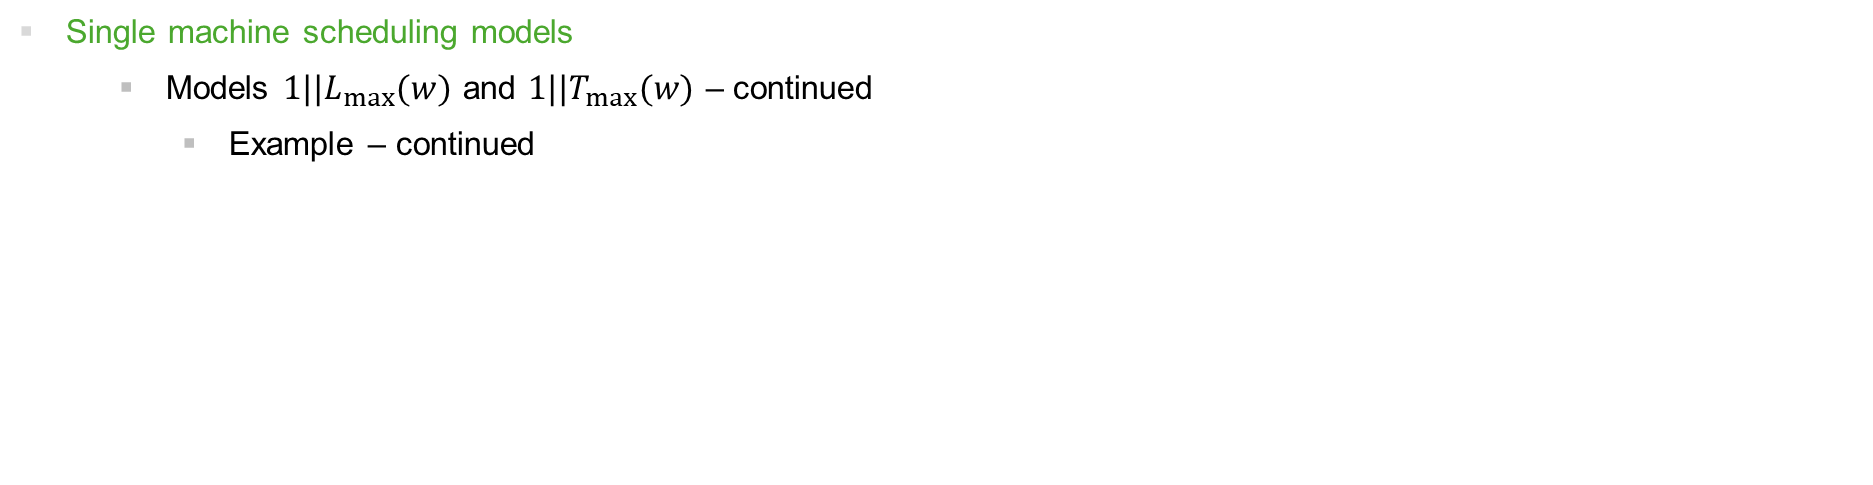 Single machine scheduling models
Models 1||L_max(w) and 1||T_max(w) – continued
Example – continued